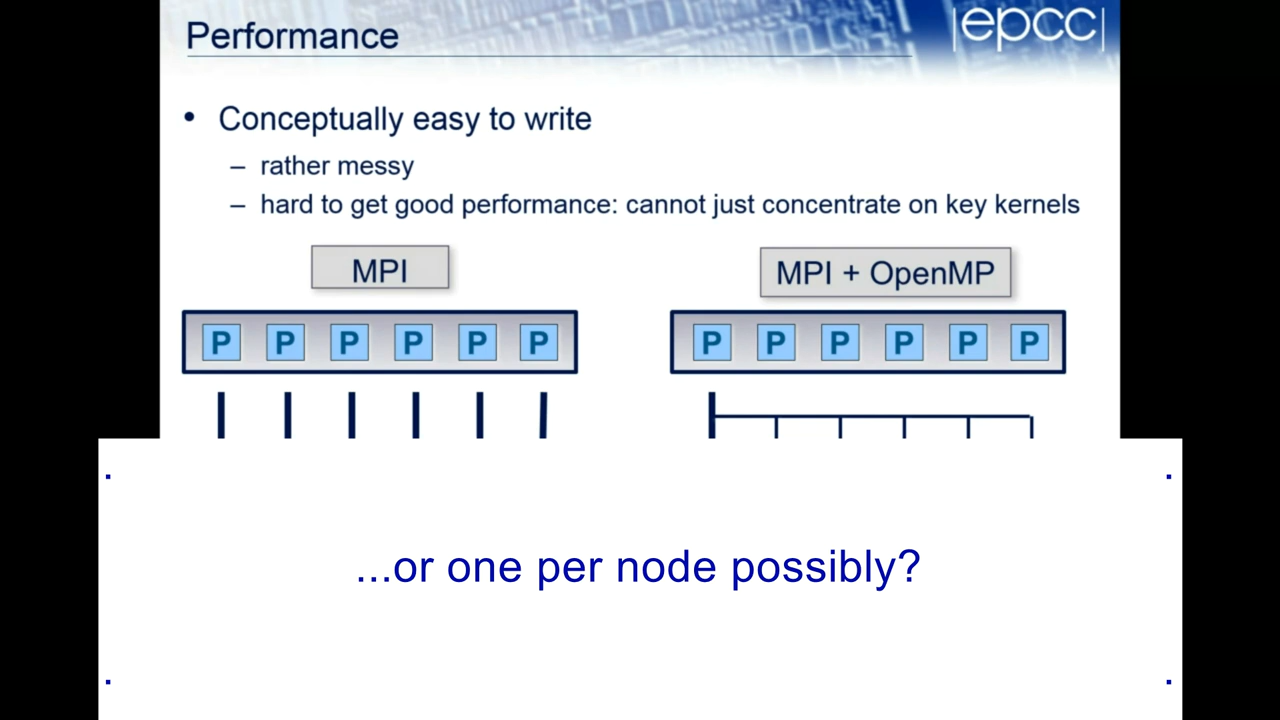 Performance
|epcc|
• Conceptually easy to write
– rather messy
– hard to get good performance: cannot just concentrate on key kernels
MPI
MPI + OpenMP
P P P P P P
P P P P P P
...or one per node possibly?